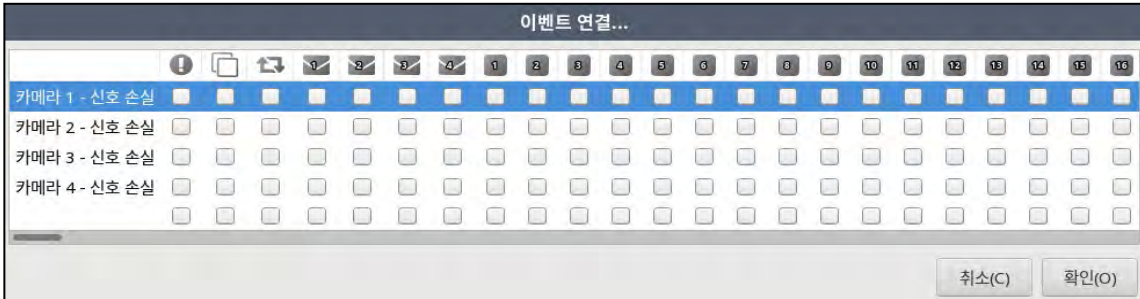 이벤트 연결...
1 2 3 4 1 2 3 4 5 6 7 8 9 10 11 12 13 14 15 16
카메라 1 - 신호 손실
카메라 2 - 신호 손실
카메라 3 - 신호 손실
카메라 4 - 신호 손실
취소(C) 확인(O)